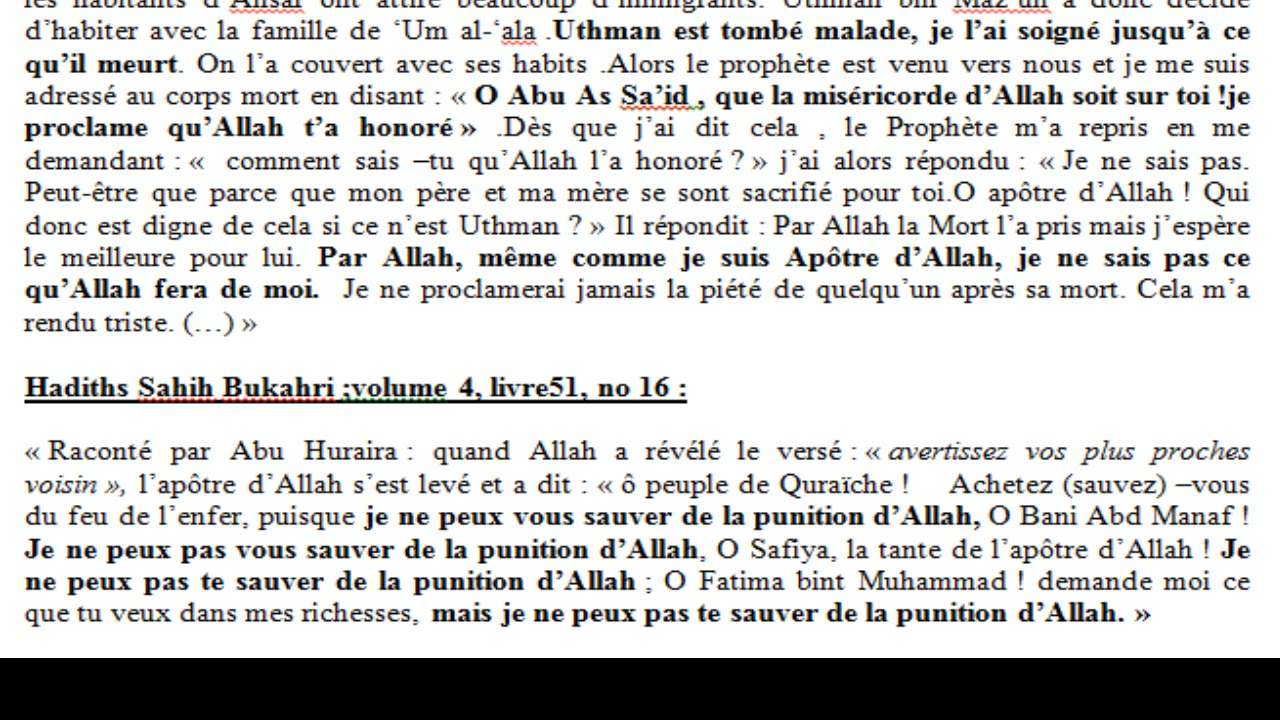 les habitants d'Ansar ont attiré beaucoup d'immigrants. Uthman bin Maz'un a donc décidé
d'habiter avec la famille de 'Um al-'ala .Uthman est tombé malade, je l'ai soigné jusqu'à ce
qu'il meurt. On l'a couvert avec ses habits .Alors le prophète est venu vers nous et je me suis
adressé au corps mort en disant : « O Abu As Sa'id , que la miséricorde d'Allah soit sur toi !je
proclame qu'Allah t'a honoré » .Dès que j'ai dit cela , le Prophète m'a repris en me
demandant : « comment sais –tu qu'Allah l'a honoré ? » j'ai alors répondu : « Je ne sais pas.
Peut-être que parce que mon père et ma mère se sont sacrifié pour toi.O apôtre d'Allah ! Qui
donc est digne de cela si ce n'est Uthman ? » Il répondit : Par Allah la Mort l'a pris mais j'espère
le meilleure pour lui. Par Allah, même comme je suis Apôtre d'Allah, je ne sais pas ce
qu'Allah fera de moi. Je ne proclamerai jamais la piété de quelqu'un après sa mort. Cela m'a
rendu triste. (…) »
Hadiths Sahih Bukahri ;volume 4, livre51, no 16 :
« Raconté par Abu Huraira : quand Allah a révélé le versé : « avertissez vos plus proches
voisin », l'apôtre d'Allah s'est levé et a dit : « ô peuple de Quraïche ! Achetez (sauvez) –vous
du feu de l'enfer, puisque je ne peux vous sauver de la punition d'Allah, O Bani Abd Manaf !
Je ne peux pas vous sauver de la punition d'Allah, O Safiya, la tante de l'apôtre d'Allah ! Je
ne peux pas te sauver de la punition d'Allah ; O Fatima bint Muhammad ! demande moi ce
que tu veux dans mes richesses, mais je ne peux pas te sauver de la punition d'Allah. »